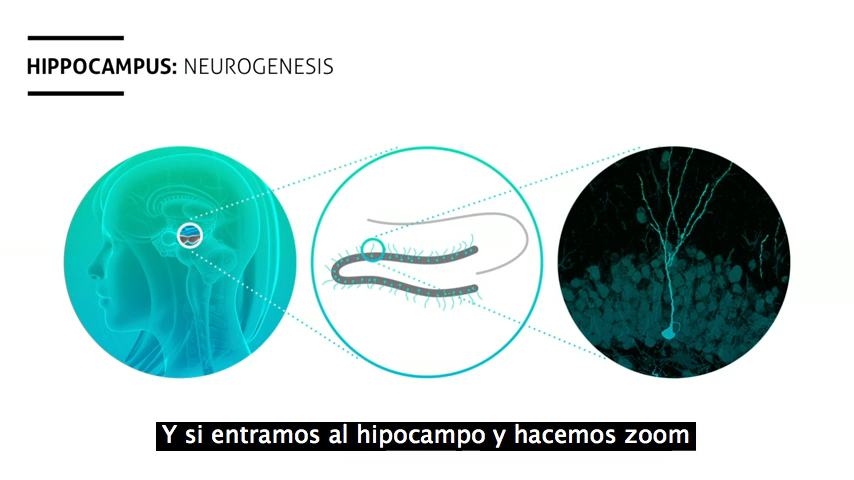 HIPPOCAMPUS: NEUROGENESIS
Y si entramos al hipocampo y hacemos zoom